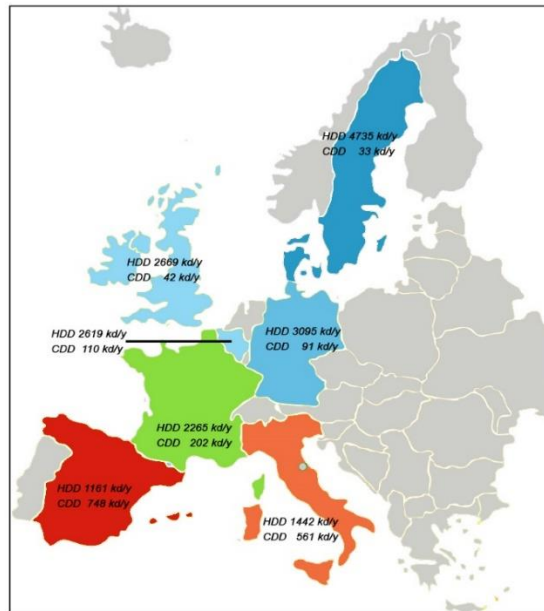 HDD 4735 kd/y
CDD 33 kd/y
HDD 2669 kd/y
CDD 42 kd/y
HDD 2619 kd/y
CDD 110 kd/y
HDD 3095 kd/y
CDD 91 kd/y
HDD 2265 kd/y
CDD 202 kd/y
HDD 1161 kd/y
CDD 748 kd/y
HDD 1442 kd/y
CDD 561 kd/y